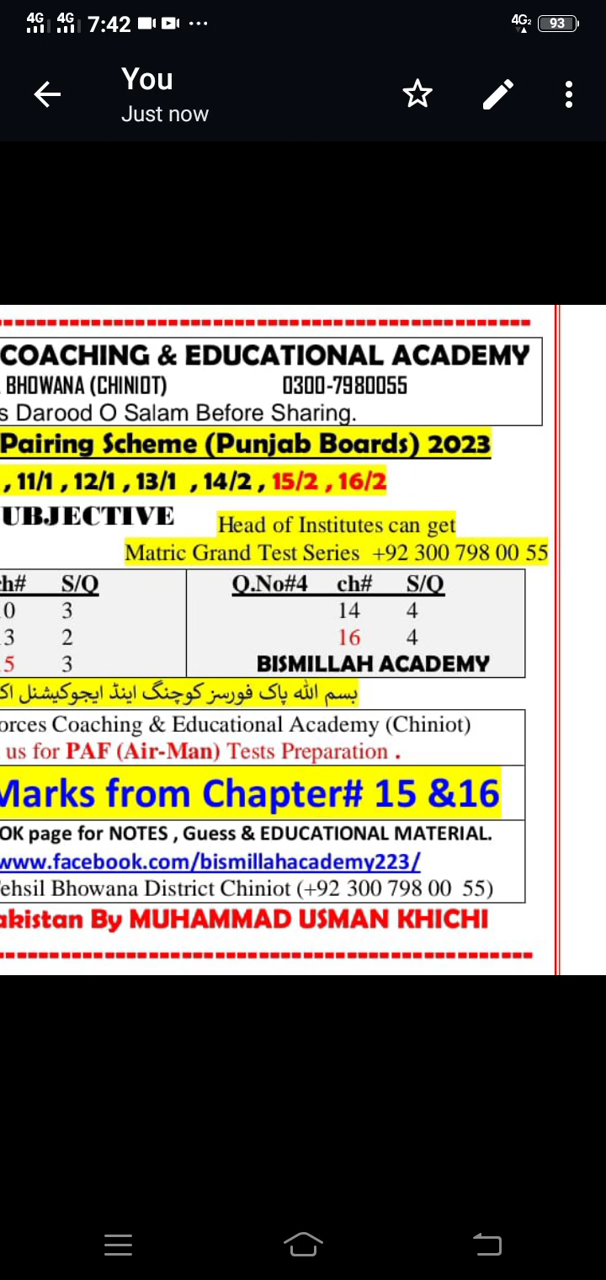 4G 4G 7:42 ... 4G2 93
You
Just now
COACHING & EDUCATIONAL ACADEMY
BHOWANA (CHINIOT) 0300-7980055
s Darood O Salam Before Sharing.
Pairing Scheme (Punjab Boards) 2023
, 11/1 , 12/1 , 13/1 , 14/2 , 15/2 , 16/2
UBJECTIVE Head of Institutes can get
Matric Grand Test Series +92 300 798 00 55
ch# S/Q Q.No#4 ch# S/Q
0 3 14 4
3 2 16 4
5 3 BISMILLAH ACADEMY
بسم اللہ پاک فورسز کوچنگ اینڈ ایجوکیشنل اک
orces Coaching & Educational Academy (Chiniot)
us for PAF (Air-Man) Tests Preparation .
Marks from Chapter# 15 &16
OK page for NOTES , Guess & EDUCATIONAL MATERIAL.
www.facebook.com/bismillahacademy223/
ehsil Bhowana District Chiniot (+92 300 798 00 55)
akistan By MUHAMMAD USMAN KHICHI